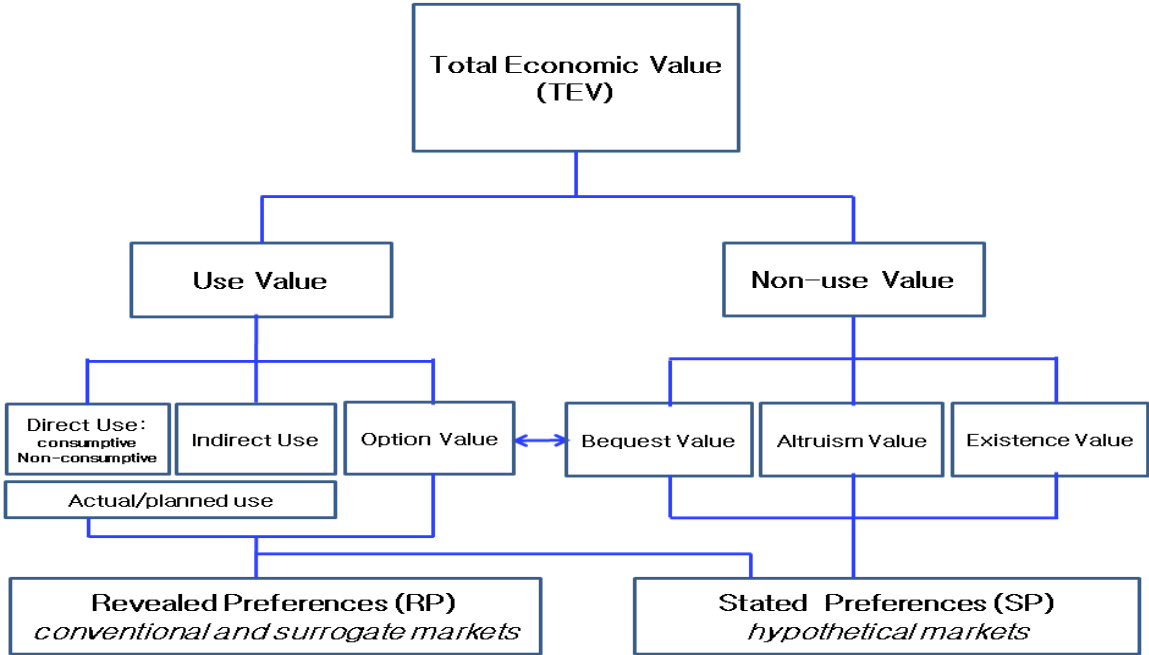 Total Economic Value
(TEV)
Use Value
Non-use Value
Direct Use:
consumptive
Non-consumptive
Indirect Use
Option Value
Bequest Value
Altruism Value
Existence Value
Actual/planned use
Revealed Preferences (RP)
conventional and surrogate markets
Stated Preferences (SP)
hypothetical markets